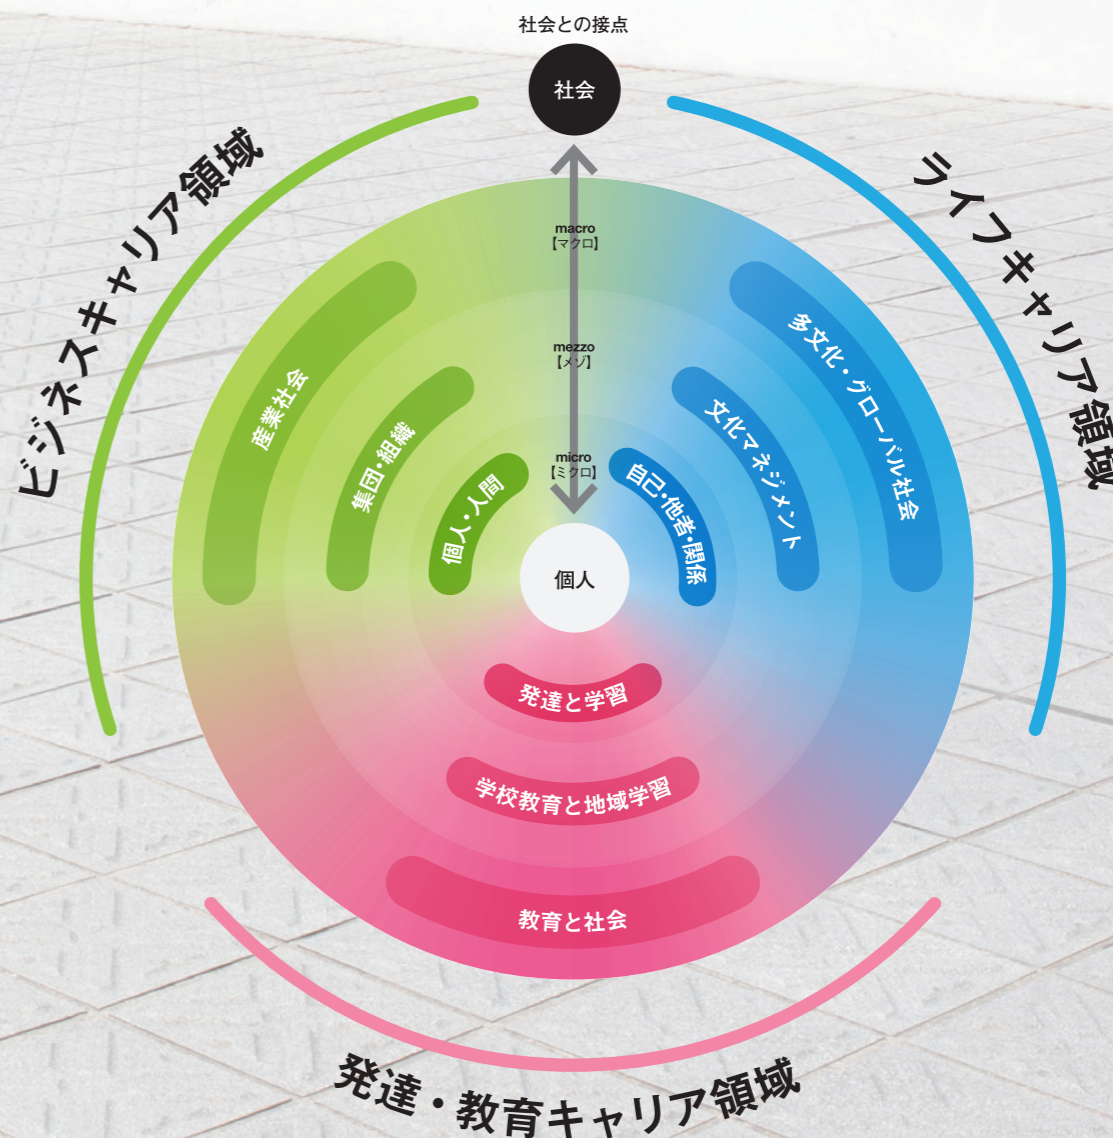 社会との接点
社会
ビジネスキャリア領域
ライフキャリア領域
macro
【マクロ】
mezzo
【メゾ】
micro
【ミクロ】
産業社会
集団・組織
個人・人間
自己・他者・関係
文化マネジメント
多文化・グローバル社会
個人
発達と学習
学校教育と地域学習
教育と社会
発達・教育キャリア領域